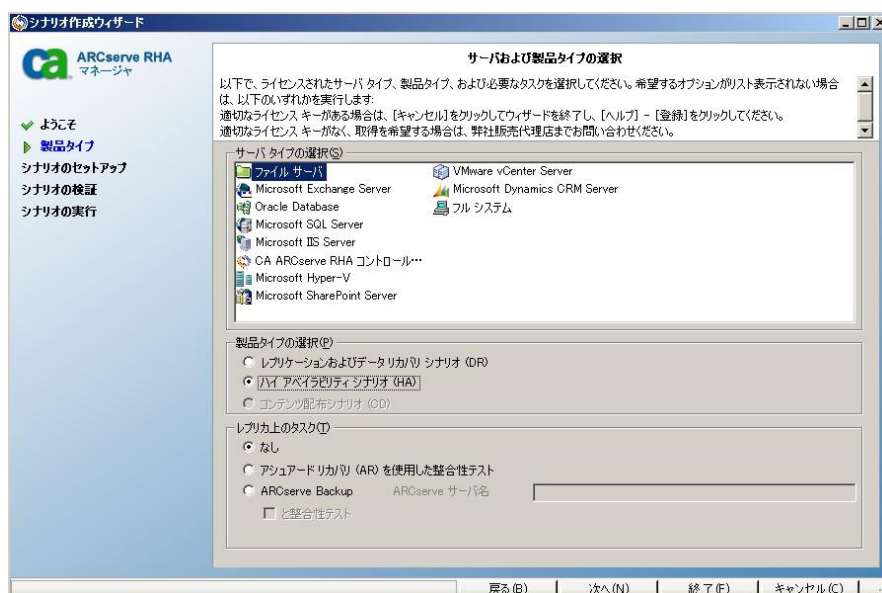 シナリオ作成ウィザード
ca
ARCserve RHA
マネージャ
ようこそ
製品タイプ
シナリオのセットアップ
シナリオの検証
シナリオの実行
サーバおよび製品タイプの選択
以下で、ライセンスされたサーバ タイプ、製品タイプ、および必要なタスクを選択してください。希望するオプションがリスト表示されない場合
は、以下のいずれかを実行します:
適切なライセンス キーがある場合は、[キャンセル]をクリックしてウィザードを終了し、[ヘルプ] - [登録]をクリックしてください。
適切なライセンス キーがなく、取得を希望する場合は、弊社販売代理店までお問い合わせください。
サーバ タイプの選択(S)
ファイル サーバ
Microsoft Exchange Server
Oracle Database
Microsoft SQL Server
Microsoft IIS Server
CA ARCserve RHA コントロール…
Microsoft Hyper-V
Microsoft SharePoint Server
VMware vCenter Server
Microsoft Dynamics CRM Server
フル システム
製品タイプの選択(P)
レプリケーションおよびデータ リカバリ シナリオ (DR)
ハイ アベイラビリティ シナリオ (HA)
コンテンツ配布シナリオ (CD)
レプリカ上のタスク(T)
なし
アシュアード リカバリ (AR) を使用した整合性テスト
ARCserve Backup ARCserve サーバ名
と整合性テスト
戻る(B) 次へ(N) 終了(F) キャンセル(C)